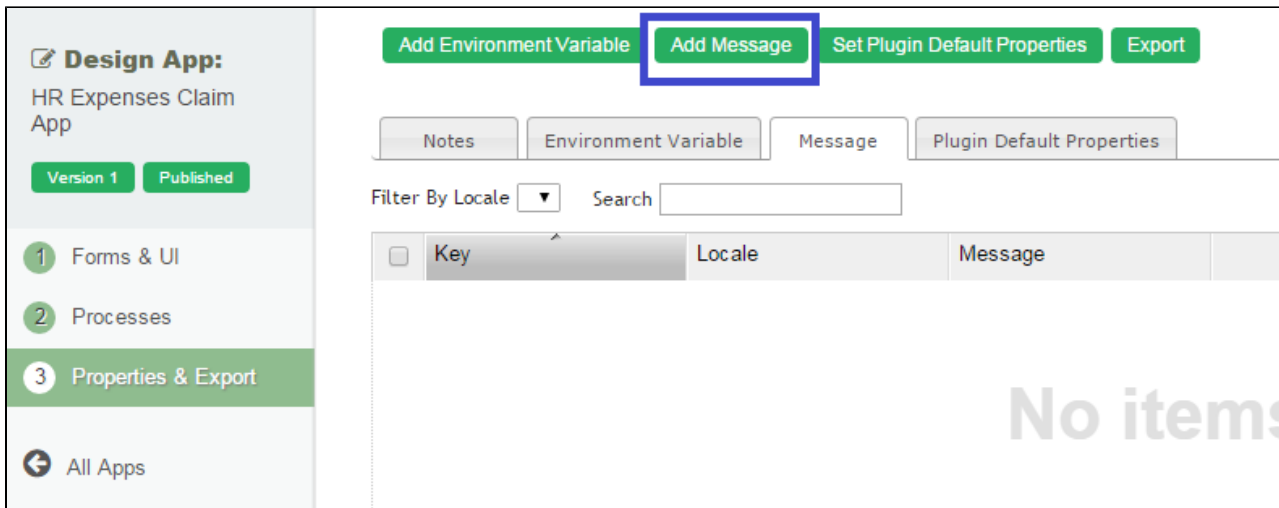 Design App:
HR Expenses Claim
App
Version 1 Published
1 Forms & UI
2 Processes
3 Properties & Export
All Apps
Add Environment Variable Add Message Set Plugin Default Properties Export
Notes Environment Variable Message Plugin Default Properties
Filter By Locale Search
Key Locale Message
No items